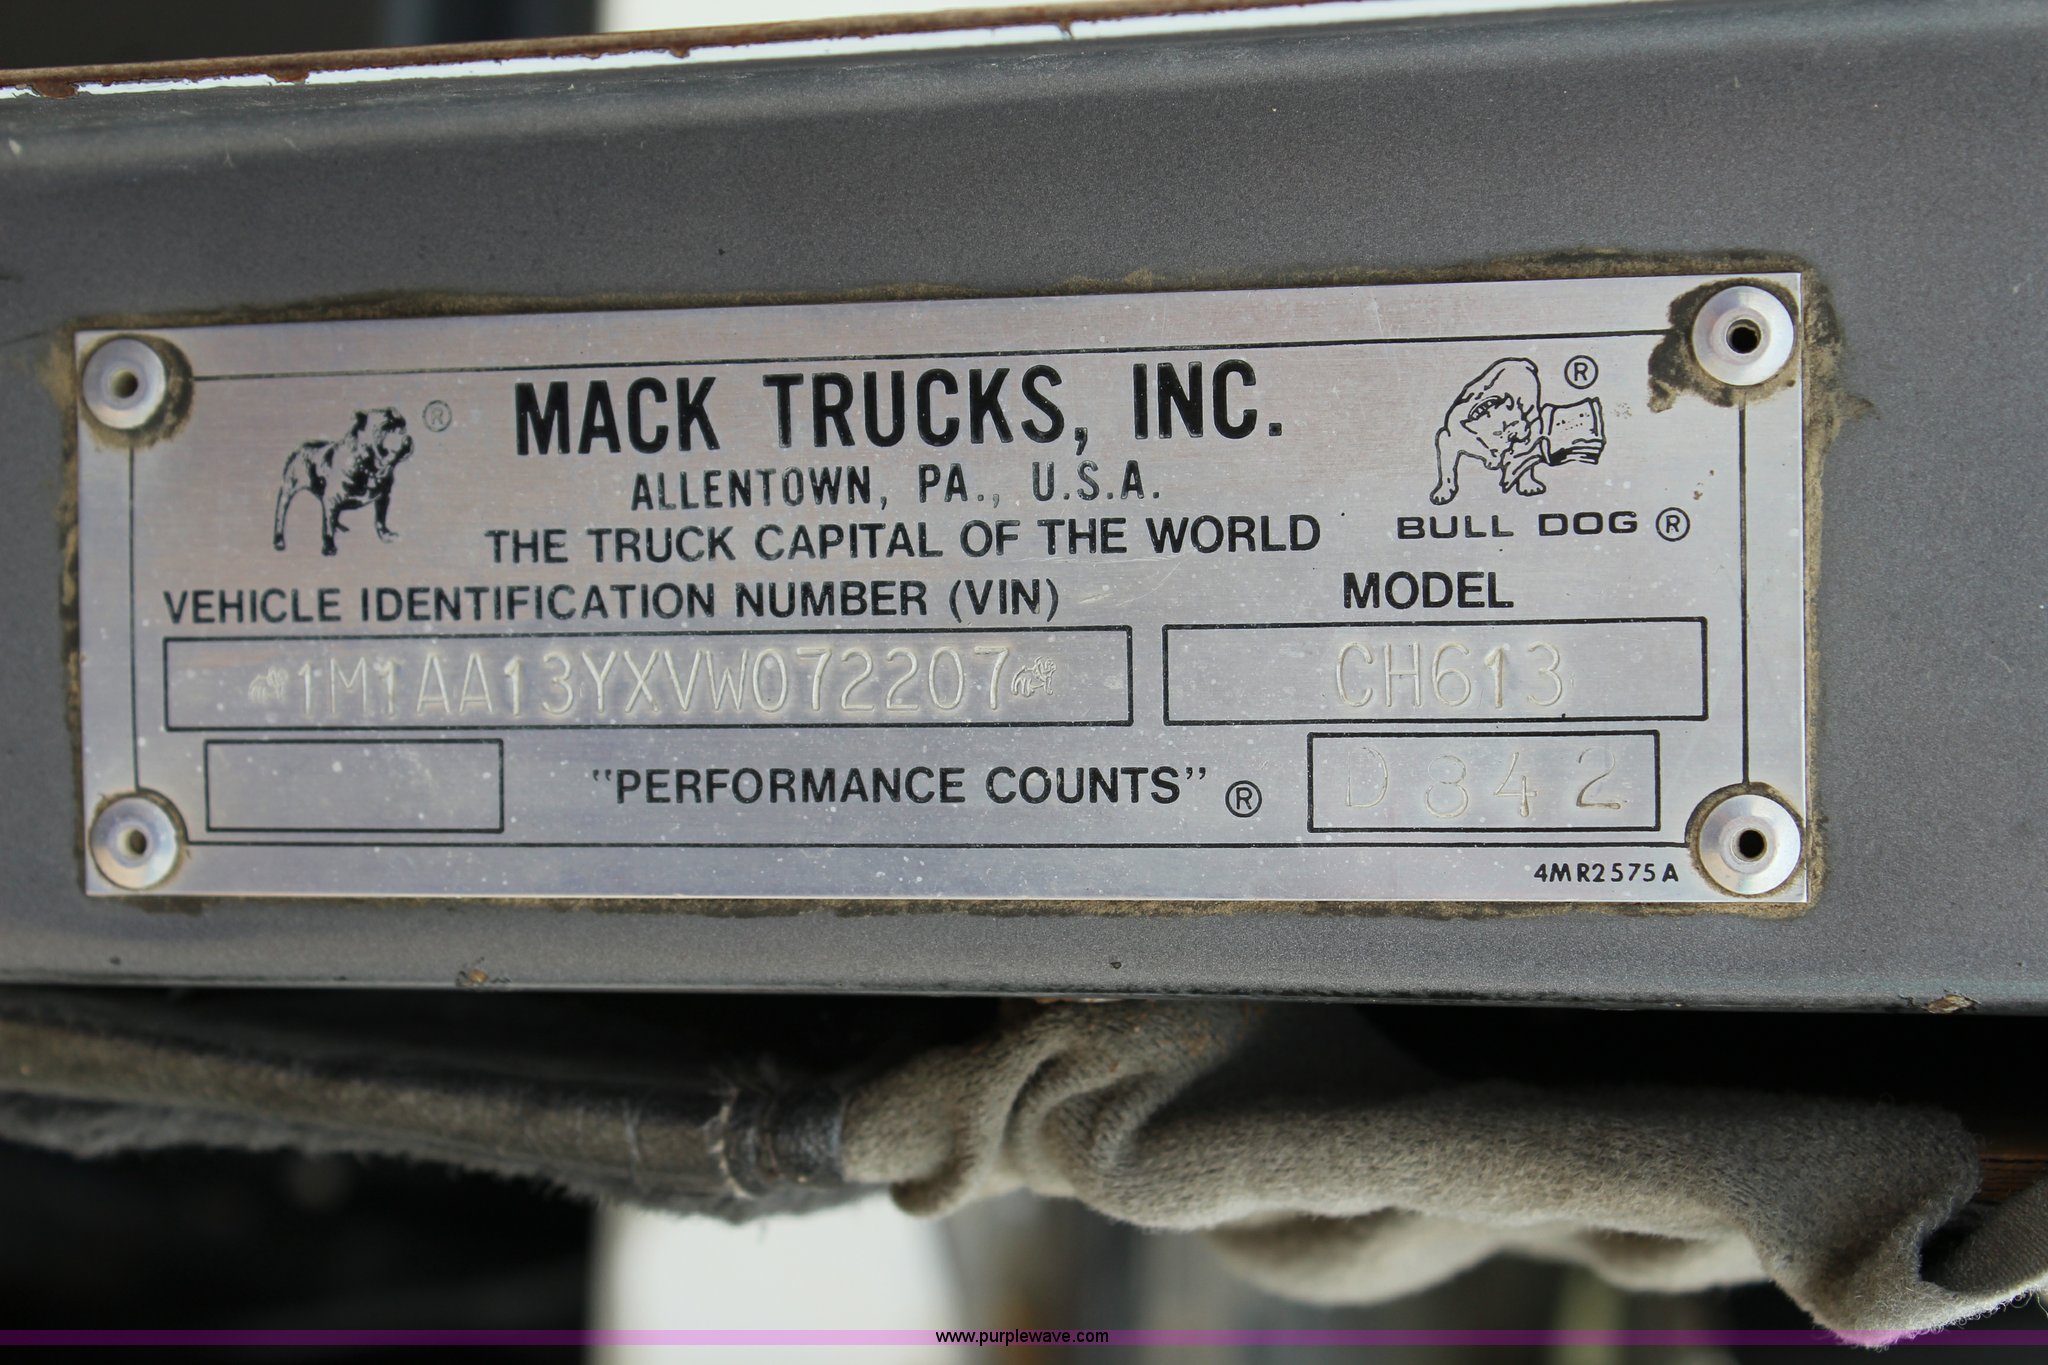 MACK TRUCKS, INC.
ALLENTOWN, PA., U.S.A.
THE TRUCK CAPITAL OF THE WORLD
®
®
BULL DOG ®
VEHICLE IDENTIFICATION NUMBER (VIN)
MODEL
1M1AA13YXVW072207
CH613
"PERFORMANCE COUNTS" ®
D342
4MR2575A
www.purplewave.com